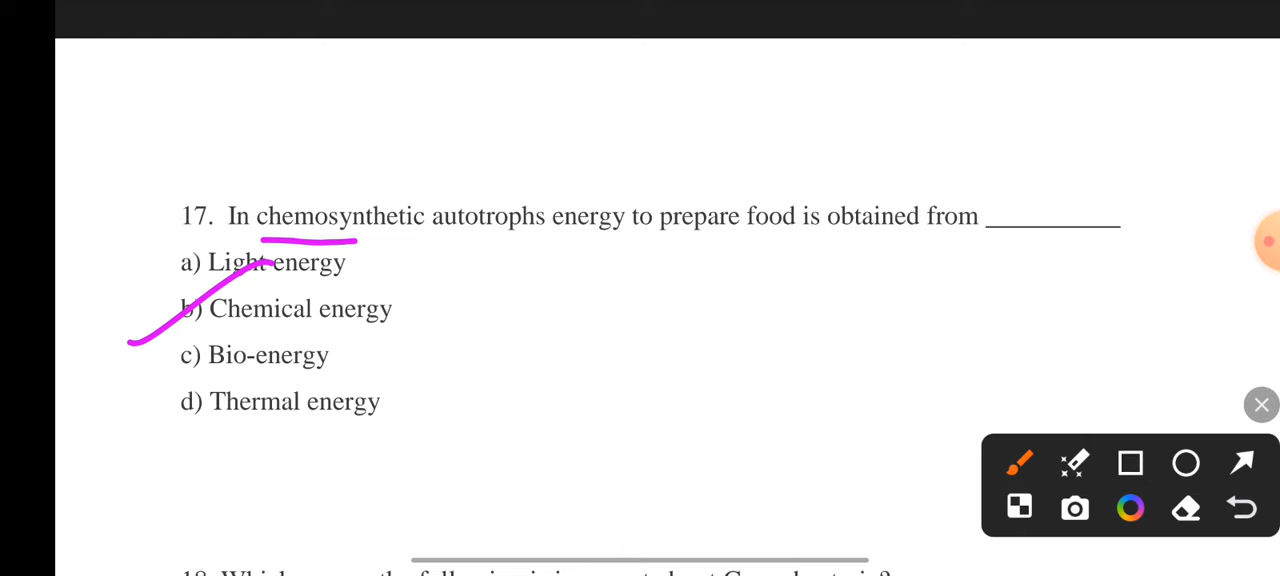 17. In chemosynthetic autotrophs energy to prepare food is obtained from __________
a) Light energy
b) Chemical energy
c) Bio-energy
d) Thermal energy